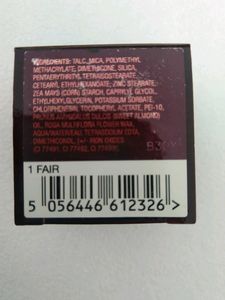 INGREDIENTS: TALC, MICA, POLYMETHYL
METHACRYLATE, DIMETHICONE, SILICA,
PENTAERYTHRITYL TETRAISOSTEARATE,
CETEARYL ETHYLHEXANOATE, ZINC STEARATE,
ZEA MAYS (CORN) STARCH, CAPRYLYL GLYCOL,
ETHYLHEXYLGLYCERIN, POTASSIUM SORBATE,
CHLORPHENESIN, TOCOPHERYL ACETATE, PEG-10,
PRUNUS AMYGDALUS DULCIS (SWEET ALMOND)
OIL, ROSA MULTIFLORA FLOWER WAX,
AQUA/WATER/EAU, TETRASODIUM EDTA,
DIMETHICONOL, [+/- IRON OXIDES
(CI 77491, CI 77492, CI 77499)].
1 FAIR
5 056446 612326 >